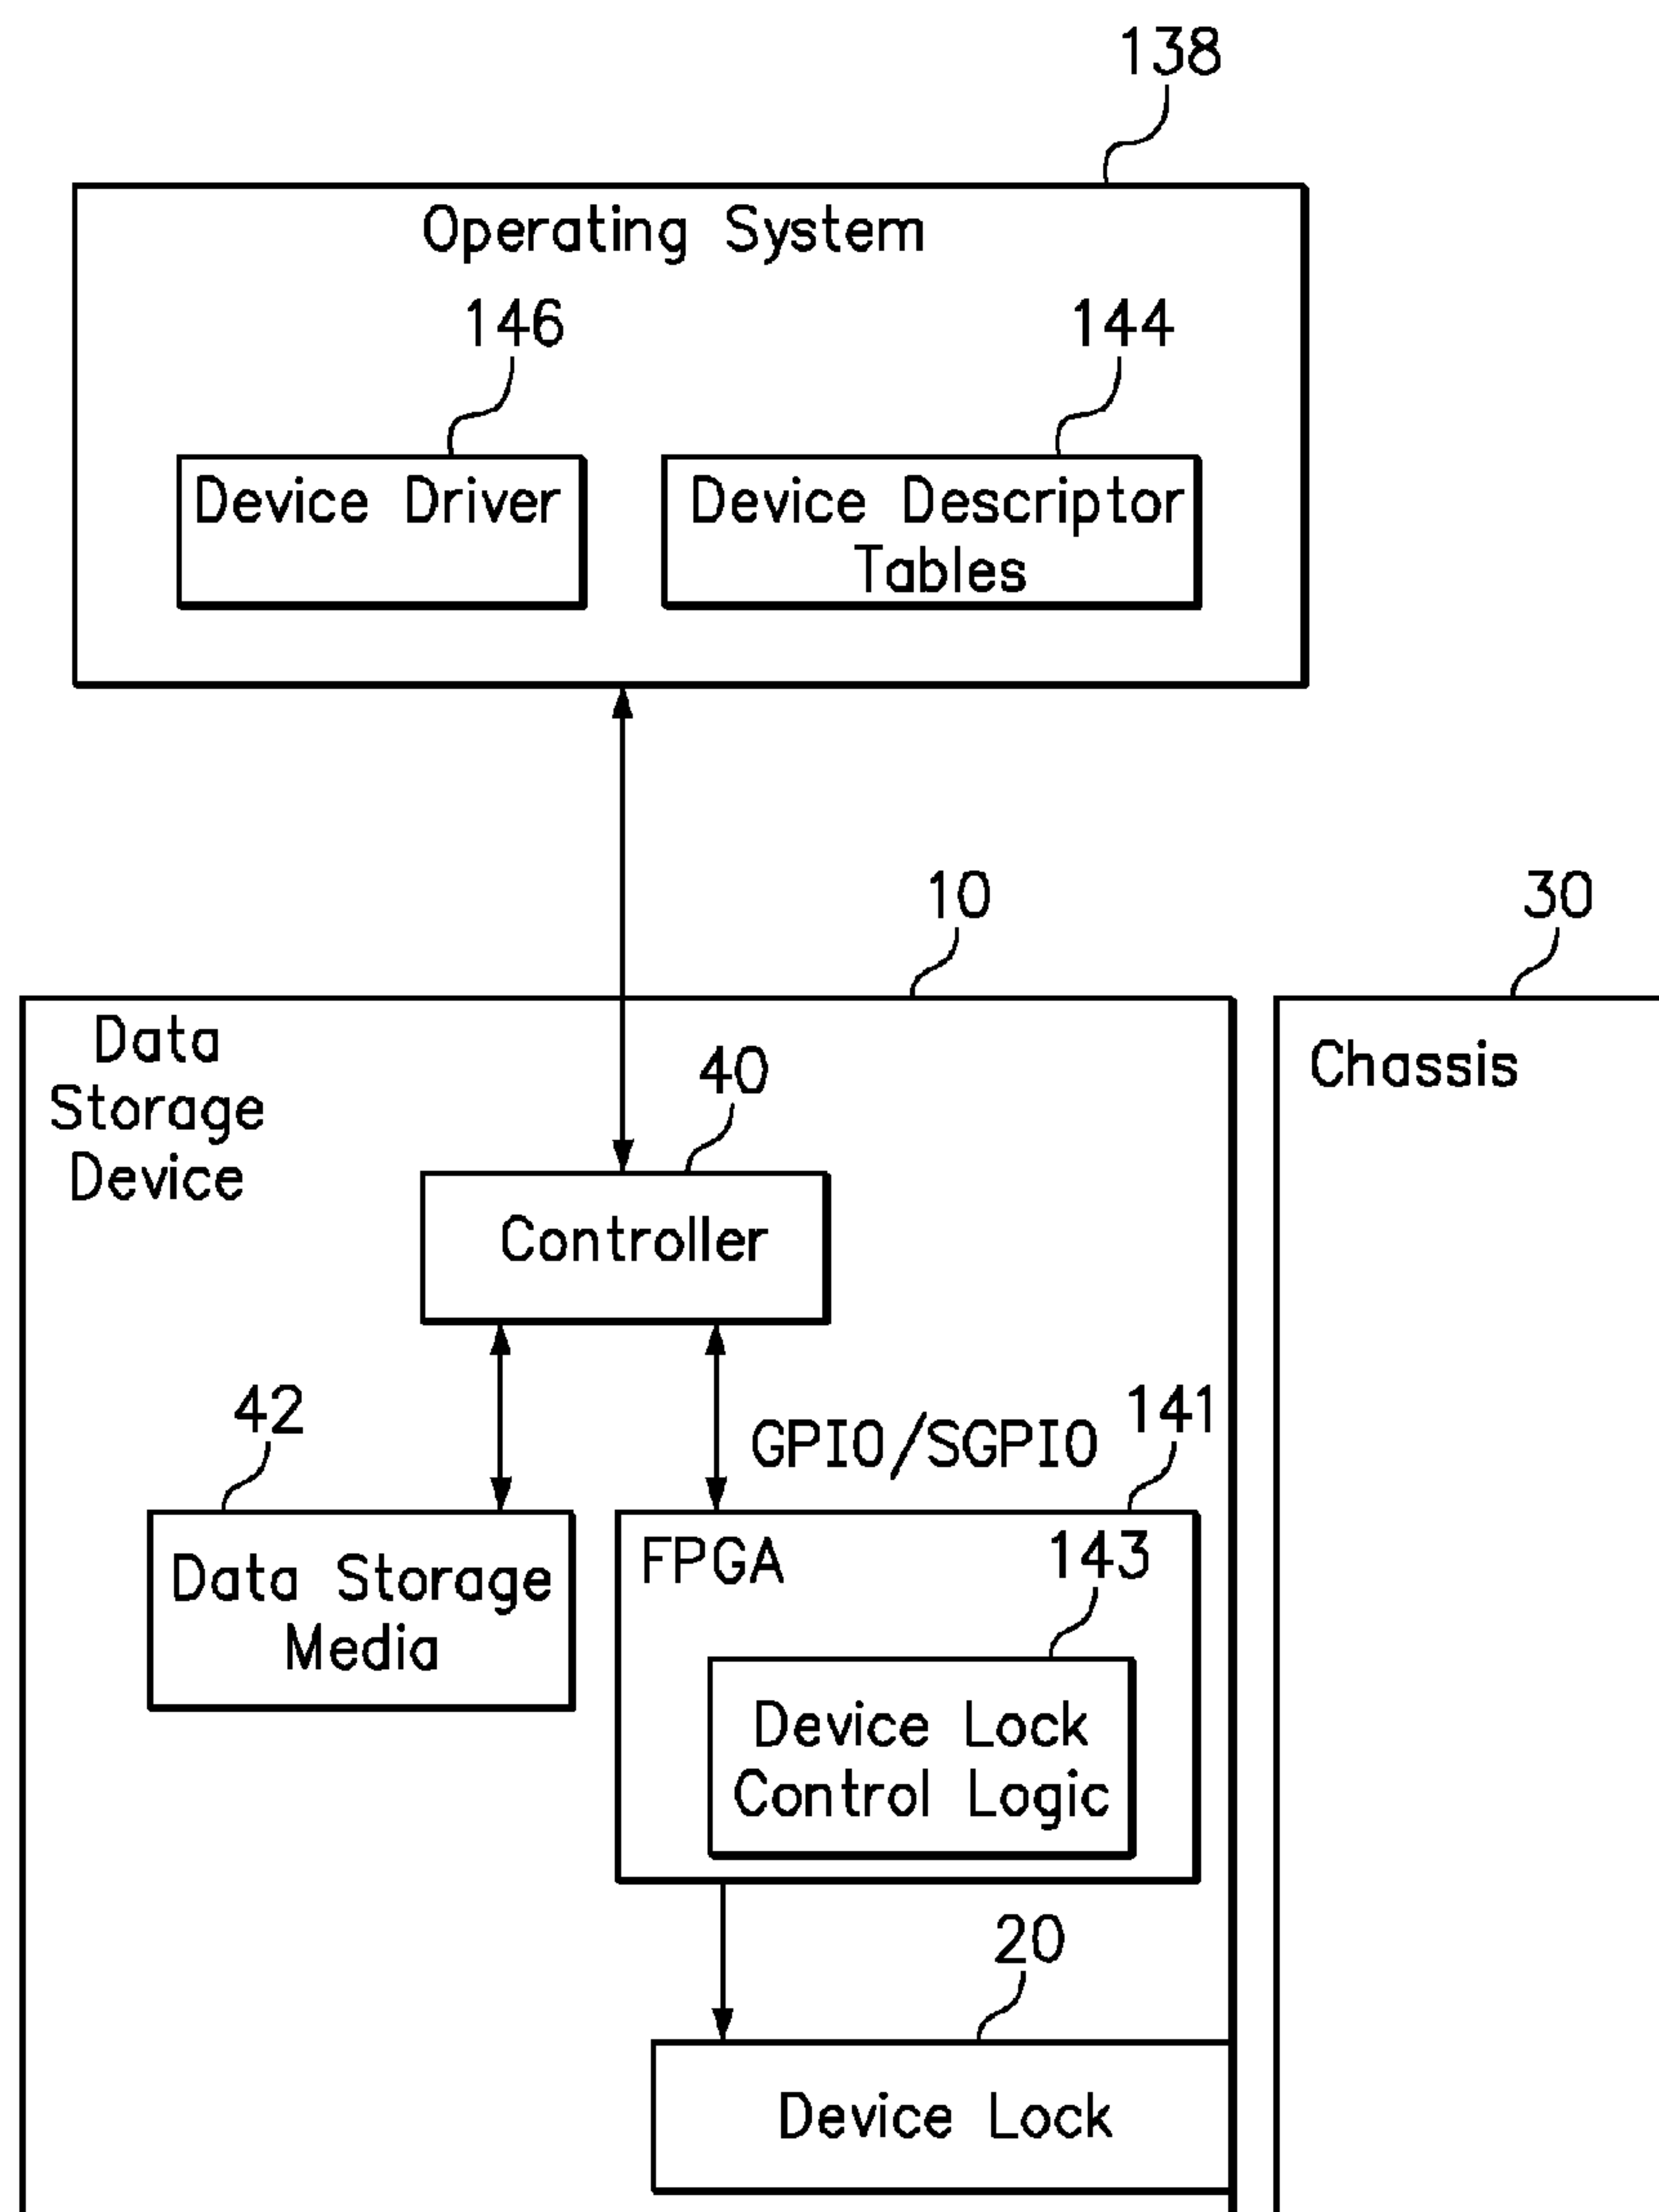 138
Operating System
146
144
Device Driver
Device Descriptor
Tables
10
30
Data
Storage
Device
Chassis
40
Controller
42
GPIO/SGPIO
141
Data Storage
Media
FPGA
143
Device Lock
Control Logic
20
Device Lock